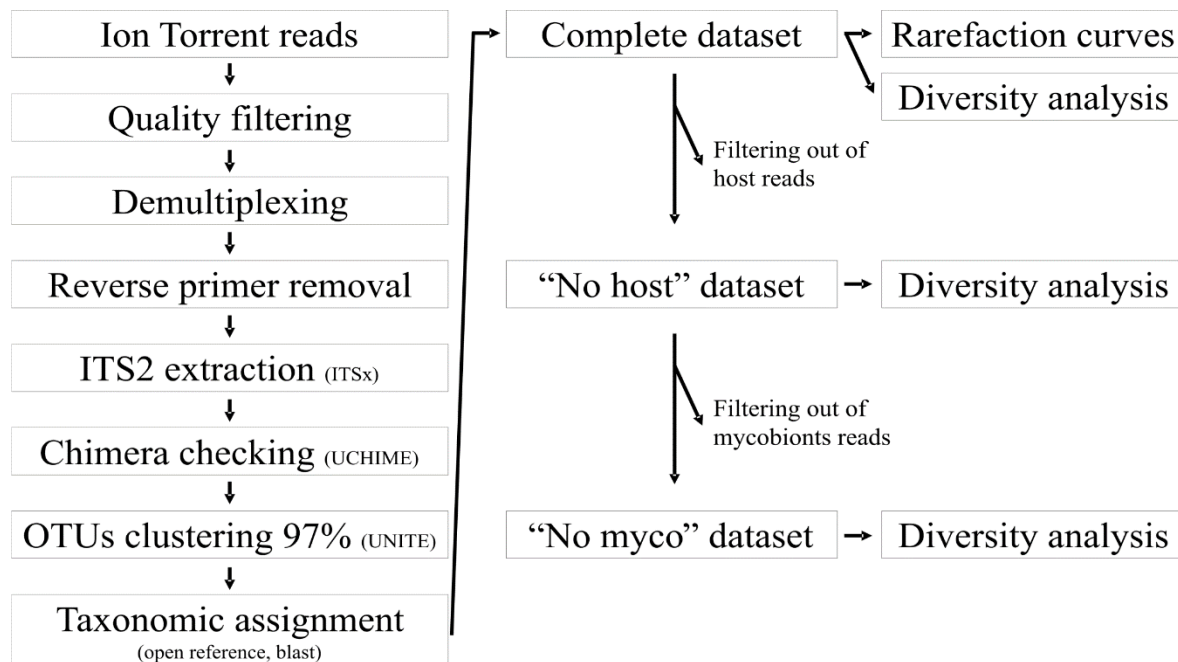 Ion Torrent reads
Quality filtering
Demultiplexing
Reverse primer removal
ITS2 extraction (ITSx)
Chimera checking (UCHIME)
OTUs clustering 97% (UNITE)
Taxonomic assignment
(open reference, blast)
Complete dataset
Rarefaction curves
Diversity analysis
Filtering out of
host reads
“No host” dataset
Diversity analysis
Filtering out of
mycobionts reads
“No myco” dataset
Diversity analysis